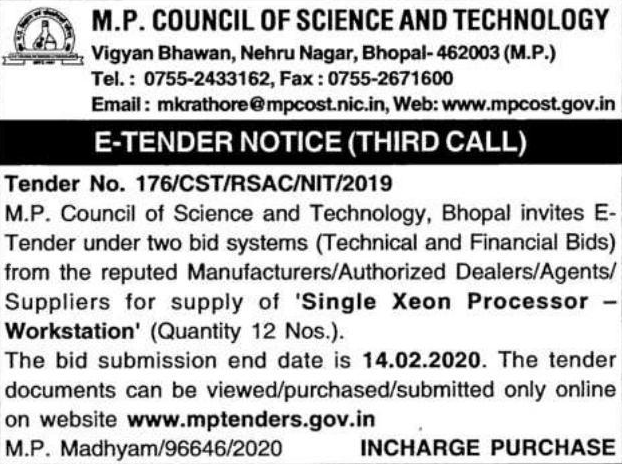 M.P. COUNCIL OF SCIENCE AND TECHNOLOGY
Vigyan Bhawan, Nehru Nagar, Bhopal- 462003 (M.P.)
Tel. : 0755-2433162, Fax : 0755-2671600
Email : mkrathore@mpcost.nic.in, Web: www.mpcost.gov.in
E-TENDER NOTICE (THIRD CALL)
Tender No. 176/CST/RSAC/NIT/2019
M.P. Council of Science and Technology, Bhopal invites E-
Tender under two bid systems (Technical and Financial Bids)
from the reputed Manufacturers/Authorized Dealers/Agents/
Suppliers for supply of 'Single Xeon Processor –
Workstation' (Quantity 12 Nos.).
The bid submission end date is 14.02.2020. The tender
documents can be viewed/purchased/submitted only online
on website www.mptenders.gov.in
M.P. Madhyam/96646/2020 INCHARGE PURCHASE